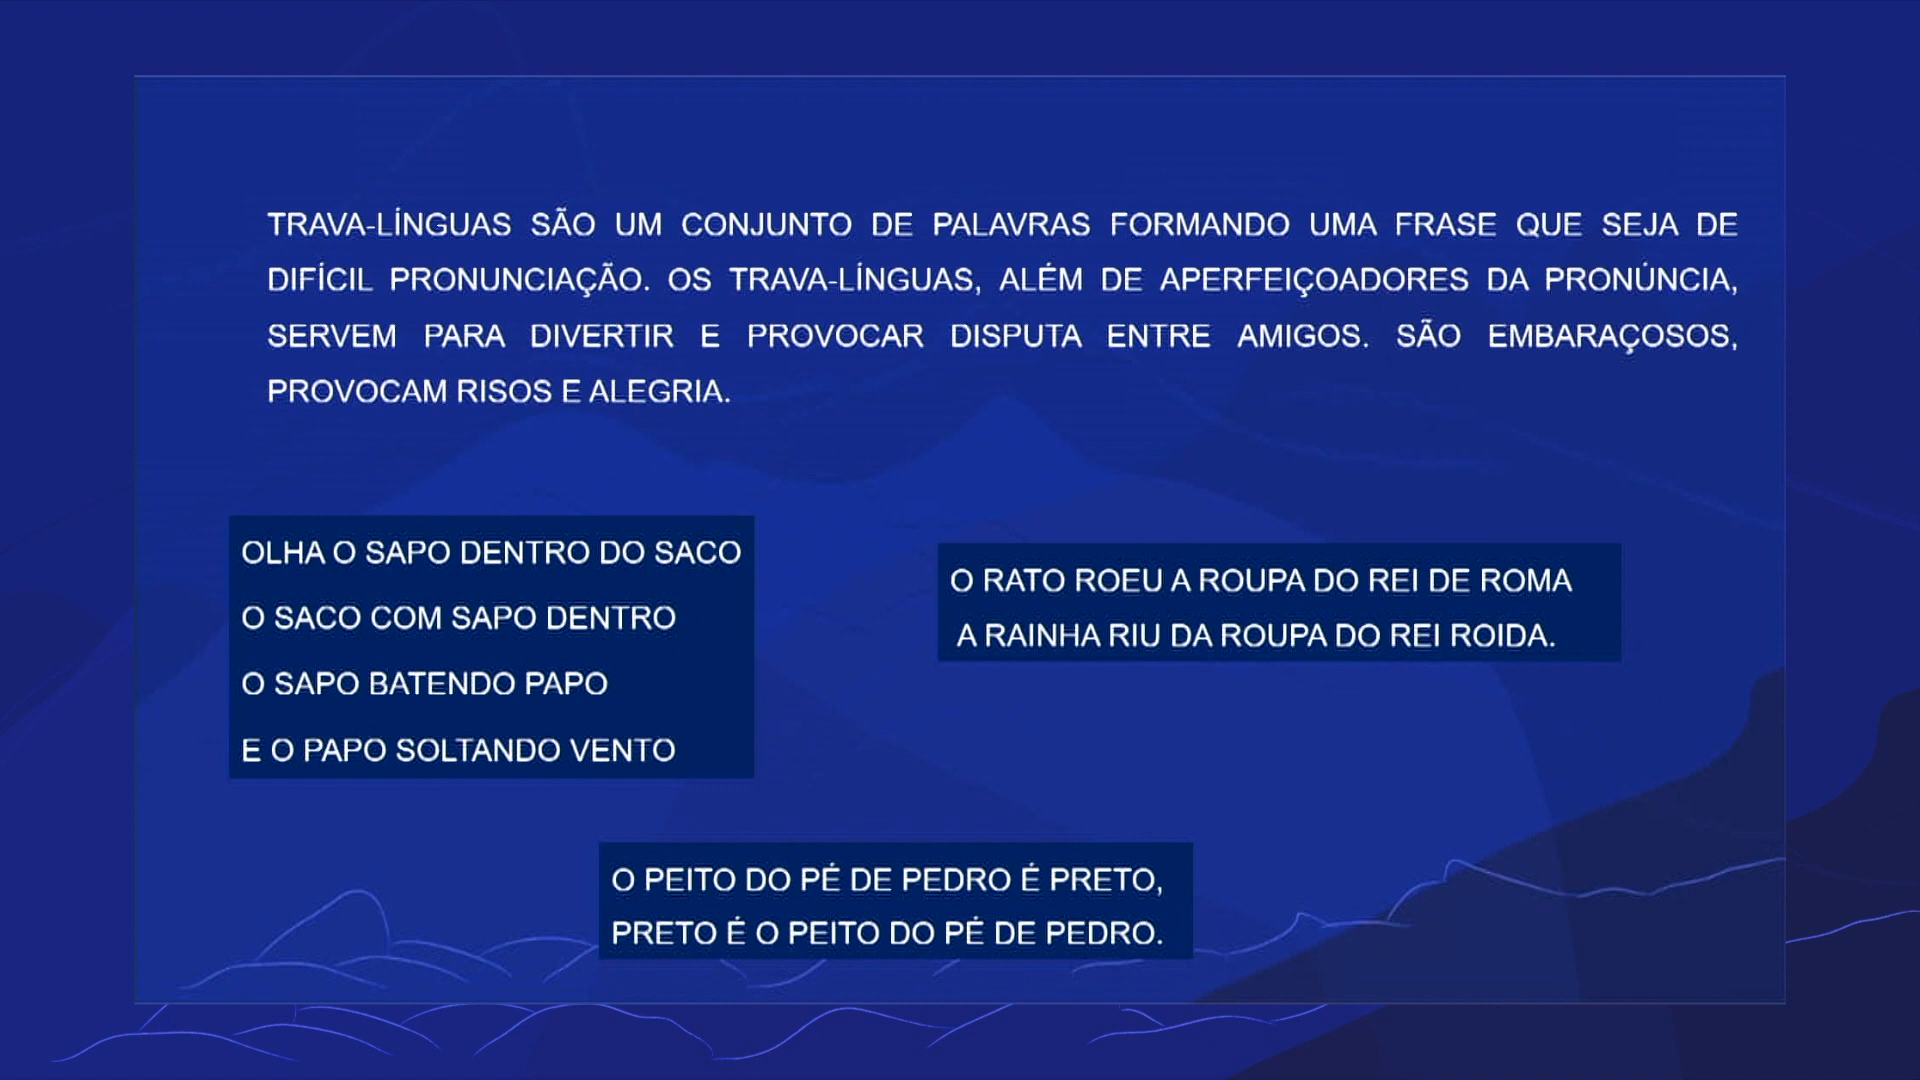 TRAVA-LÍNGUAS SÃO UM CONJUNTO DE PALAVRAS FORMANDO UMA FRASE QUE SEJA DE
DIFÍCIL PRONUNCIAÇÃO. OS TRAVA-LÍNGUAS, ALÉM DE APERFEIÇOADORES DA PRONÚNCIA,
SERVEM PARA DIVERTIR E PROVOCAR DISPUTA ENTRE AMIGOS. SÃO EMBARAÇOSOS,
PROVOCAM RISOS E ALEGRIA.
OLHA O SAPO DENTRO DO SACO
O SACO COM SAPO DENTRO
O SAPO BATENDO PAPO
E O PAPO SOLTANDO VENTO
O RATO ROEU A ROUPA DO REI DE ROMA
A RAINHA RIU DA ROUPA DO REI ROIDA.
O PEITO DO PÉ DE PEDRO É PRETO,
PRETO É O PEITO DO PÉ DE PEDRO.